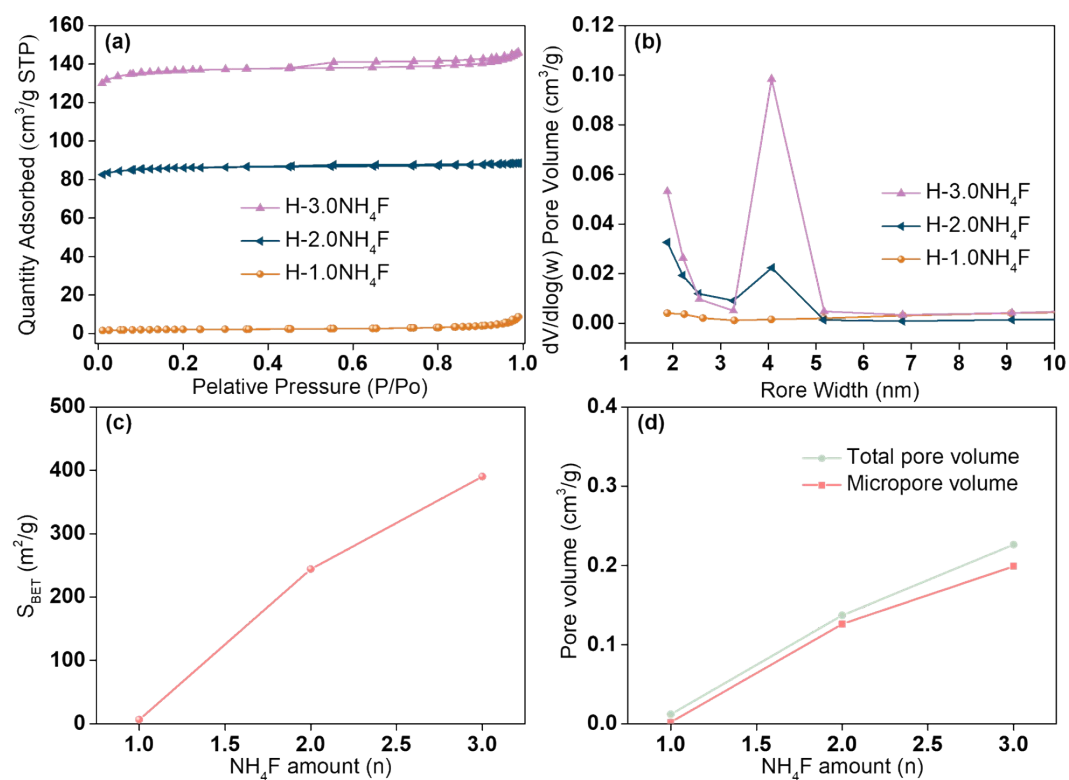 (a)
160
140
120
100
80
60
40
20
0
Quantity Adsorbed (cm³/g STP)
H-3.0NH₄F
H-2.0NH₄F
H-1.0NH₄F
0.0 0.2 0.4 0.6 0.8 1.0
Pelative Pressure (P/Po)
(b)
0.12
0.10
0.08
0.06
0.04
0.02
0.00
dV/dlog(w) Pore Volume (cm³/g)
H-3.0NH₄F
H-2.0NH₄F
H-1.0NH₄F
1 2 3 4 5 6 7 8 9 10
Rore Width (nm)
(c)
500
400
300
200
100
0
S_BET (m²/g)
1.0 1.5 2.0 2.5 3.0
NH₄F amount (n)
(d)
0.4
0.3
0.2
0.1
0.0
Pore volume (cm³/g)
Total pore volume
Micropore volume
1.0 1.5 2.0 2.5 3.0
NH₄F amount (n)